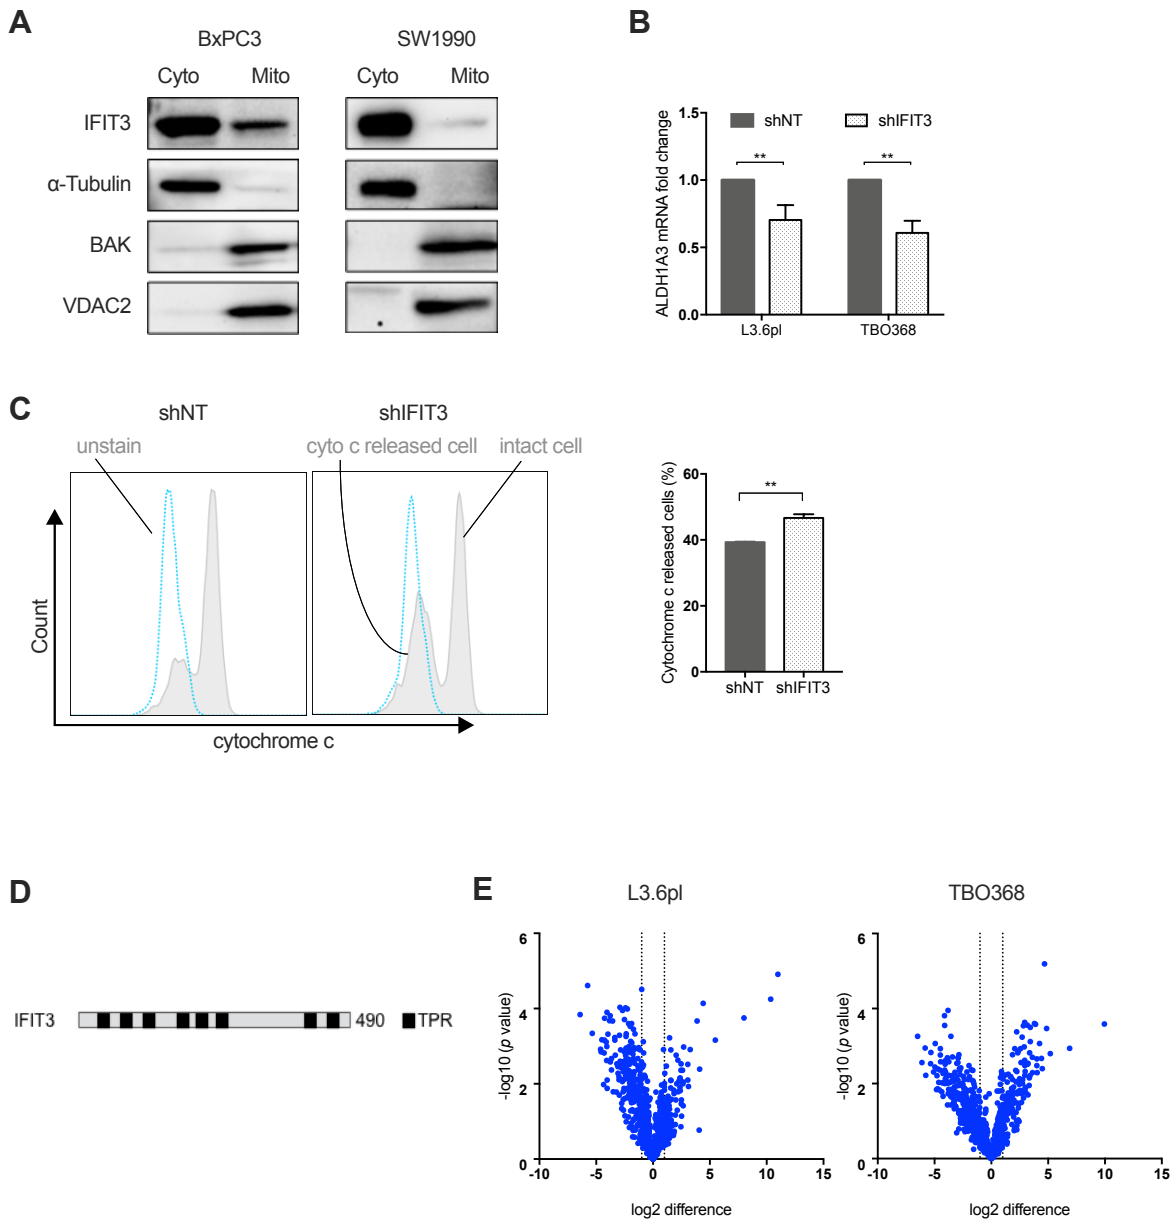 A
BxPC3
SW1990
Cyto
Mito
Cyto
Mito
IFIT3
α-Tubulin
BAK
VDAC2
B
ALDH1A3 mRNA fold change
1.5
1.0
0.5
0.0
shNT
shIFIT3
**
**
L3.6pl
TBO368
C
shNT
shIFIT3
unstain
cyto c released cell
intact cell
Count
cytochrome c
Cytochrome c released cells (%)
60
40
20
0
**
shNT
shIFIT3
D
IFIT3
490
TPR
E
L3.6pl
TBO368
-log10 (p value)
6
4
2
0
-10
-5
0
5
10
15
log2 difference
-log10 (p value)
6
4
2
0
-10
-5
0
5
10
15
log2 difference